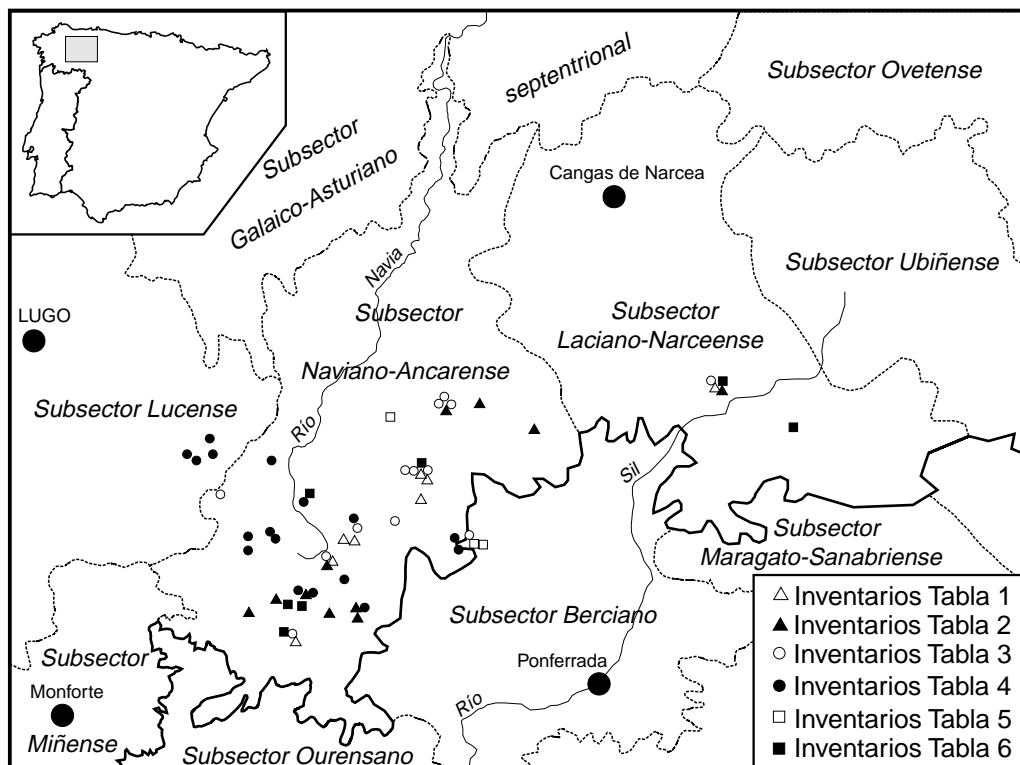 septentrional
Subsector Ovetense
Subsector
Galaico-Asturiano
Cangas de Narcea
Navia
Subsector Ubiñense
LUGO
Subsector
Naviano-Ancarense
Subsector
Laciano-Narceense
Subsector Lucense
Río
Sil
Subsector
Maragato-Sanabriense
Subsector Berciano
Subsector
Miñense
Monforte
Ponferrada
Río
Subsector Ourensano
Inventarios Tabla 1
Inventarios Tabla 2
Inventarios Tabla 3
Inventarios Tabla 4
Inventarios Tabla 5
Inventarios Tabla 6